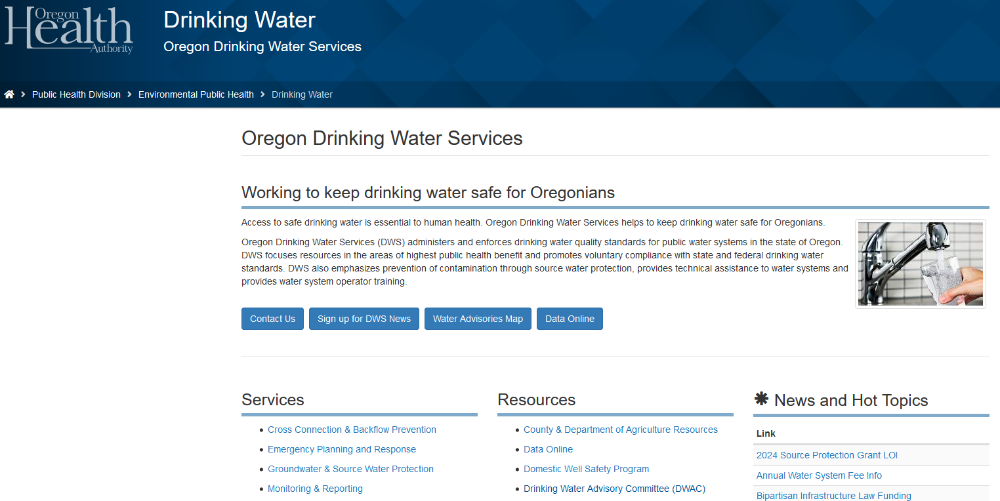 Oregon
Health
Authority
Drinking Water
Oregon Drinking Water Services
Public Health Division > Environmental Public Health > Drinking Water
Oregon Drinking Water Services
Working to keep drinking water safe for Oregonians
Access to safe drinking water is essential to human health. Oregon Drinking Water Services helps to keep drinking water safe for Oregonians.
Oregon Drinking Water Services (DWS) administers and enforces drinking water quality standards for public water systems in the state of Oregon.
DWS focuses resources in the areas of highest public health benefit and promotes voluntary compliance with state and federal drinking water
standards. DWS also emphasizes prevention of contamination through source water protection, provides technical assistance to water systems and
provides water system operator training.
Contact Us Sign up for DWS News Water Advisories Map Data Online
Services
• Cross Connection & Backflow Prevention
• Emergency Planning and Response
• Groundwater & Source Water Protection
• Monitoring & Reporting
Resources
• County & Department of Agriculture Resources
• Data Online
• Domestic Well Safety Program
• Drinking Water Advisory Committee (DWAC)
✱ News and Hot Topics
Link
2024 Source Protection Grant LOI
Annual Water System Fee Info
Bipartisan Infrastructure Law Funding